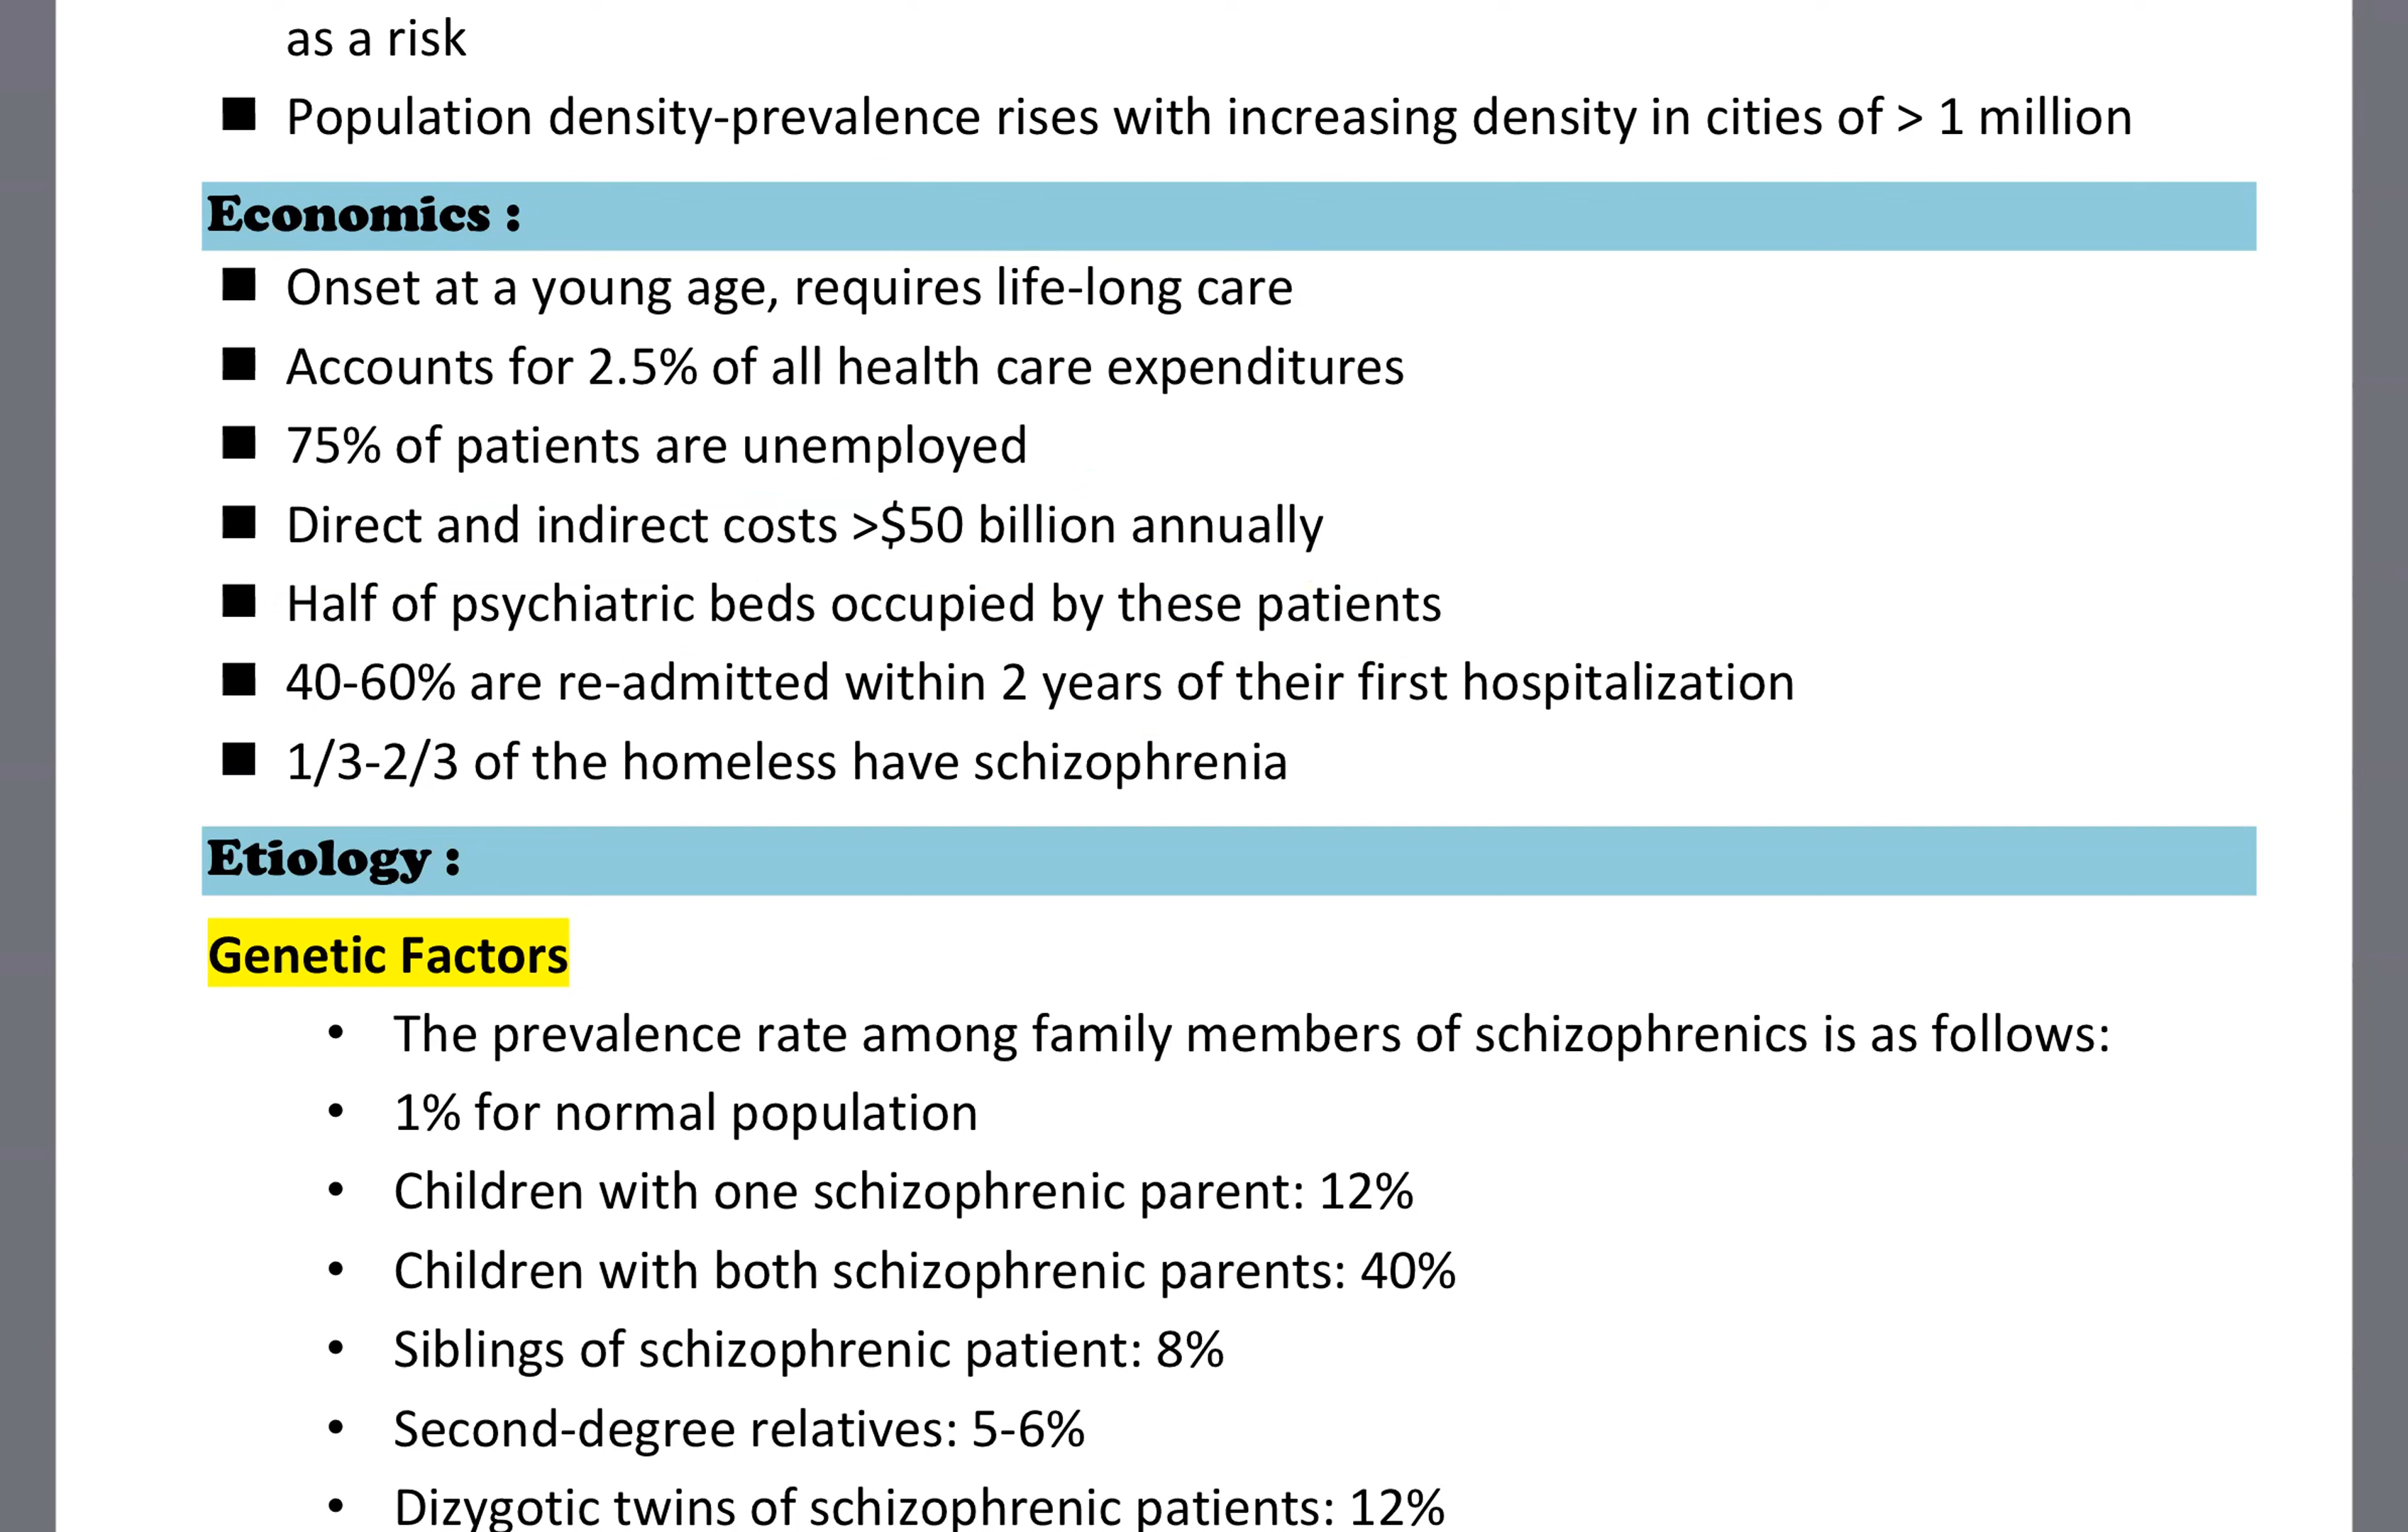 as a risk
■ Population density-prevalence rises with increasing density in cities of > 1 million
Economics :
■ Onset at a young age, requires life-long care
■ Accounts for 2.5% of all health care expenditures
■ 75% of patients are unemployed
■ Direct and indirect costs >$50 billion annually
■ Half of psychiatric beds occupied by these patients
■ 40-60% are re-admitted within 2 years of their first hospitalization
■ 1/3-2/3 of the homeless have schizophrenia
Etiology :
Genetic Factors
• The prevalence rate among family members of schizophrenics is as follows:
• 1% for normal population
• Children with one schizophrenic parent: 12%
• Children with both schizophrenic parents: 40%
• Siblings of schizophrenic patient: 8%
• Second-degree relatives: 5-6%
• Dizygotic twins of schizophrenic patients: 12%